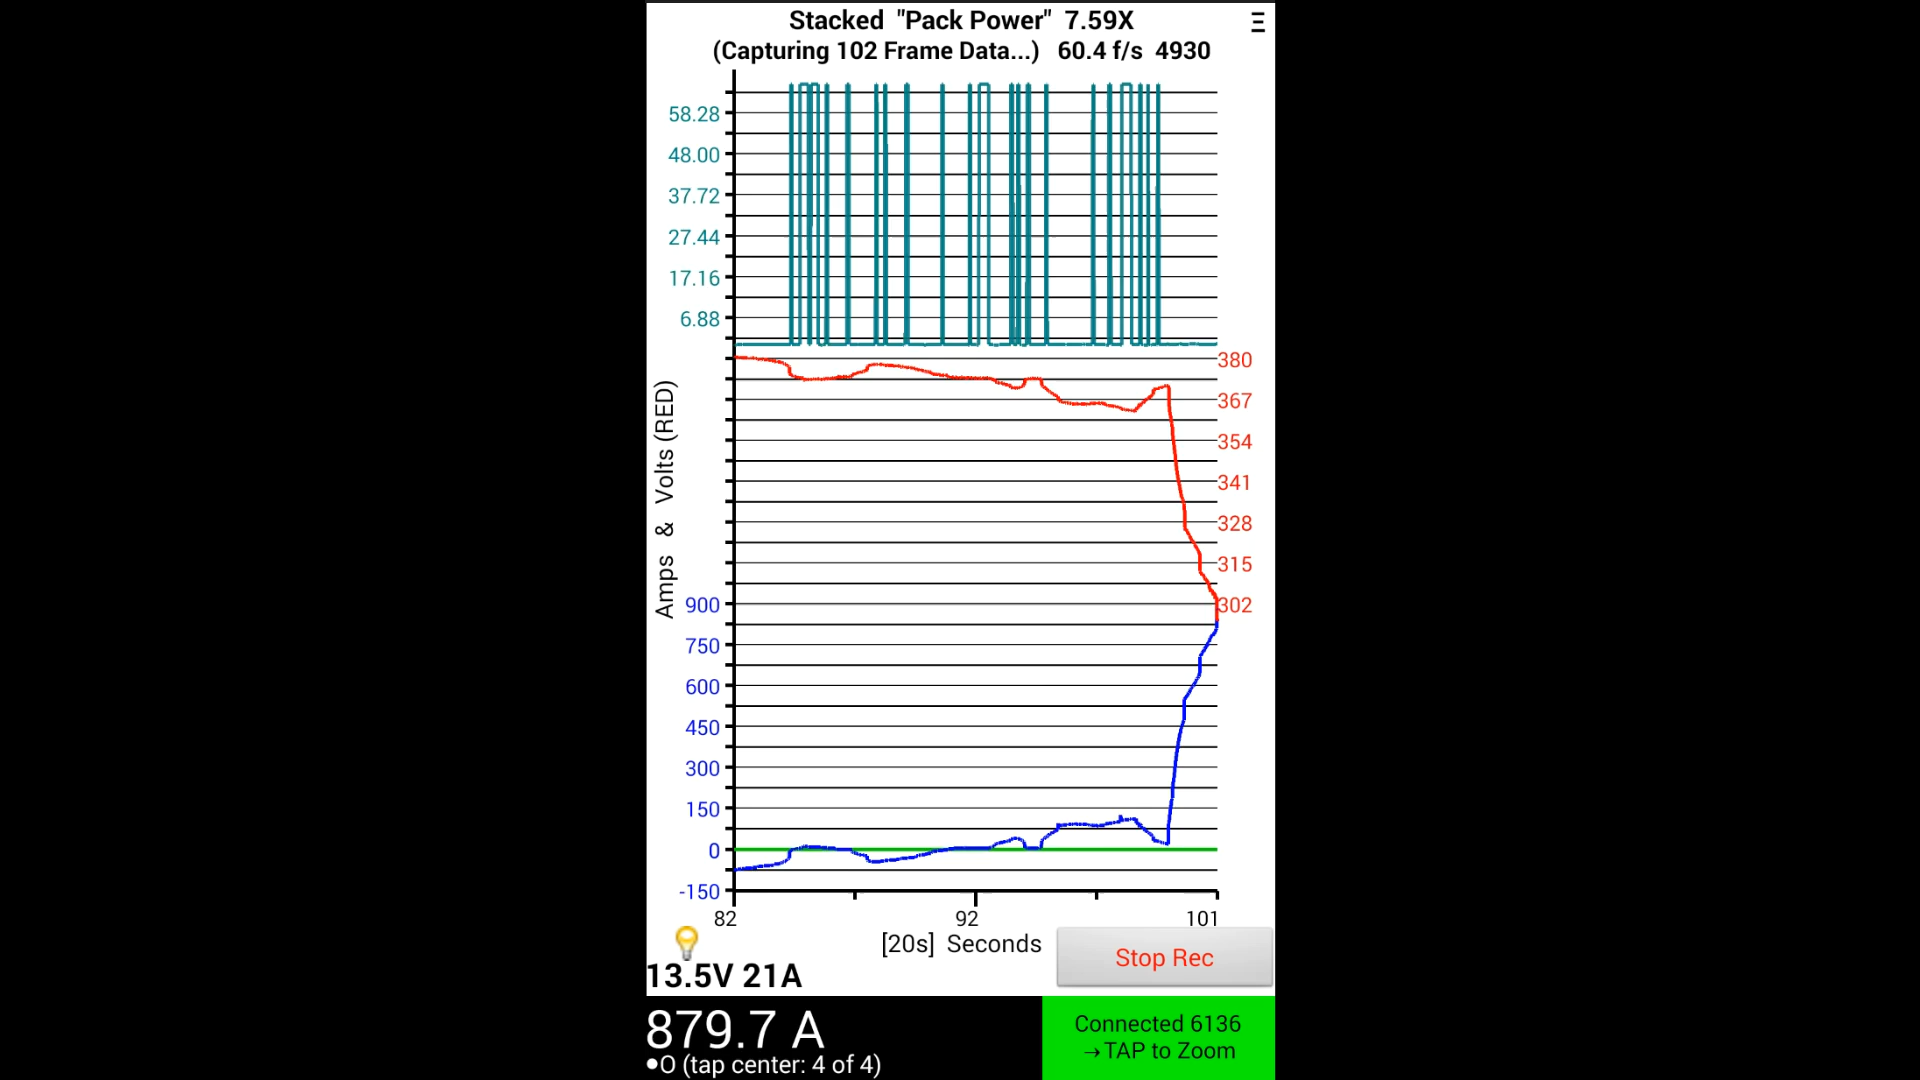 Stacked "Pack Power" 7.59X
(Capturing 102 Frame Data...) 60.4 f/s 4930
58.28
48.00
37.72
27.44
17.16
6.88
380
367
354
341
328
315
302
Amps & Volts (RED)
900
750
600
450
300
150
0
-150
82 92 101
[20s] Seconds
Stop Rec
13.5V 21A
879.7 A
●O (tap center: 4 of 4)
Connected 6136
→TAP to Zoom